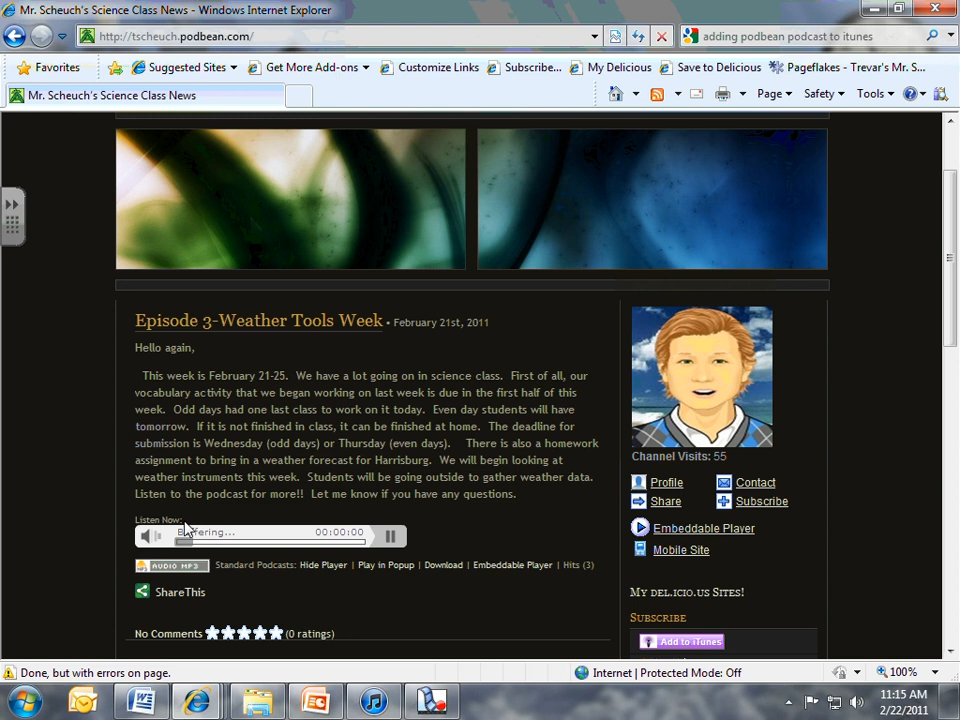 Mr. Scheuch's Science Class News - Windows Internet Explorer
http://tscheuch.podbean.com/
adding podbean podcast to itunes
Favorites
Suggested Sites
Get More Add-ons
Customize Links
Subscribe...
My Delicious
Save to Delicious
Pageflakes - Trevar's Mr. S...
Mr. Scheuch's Science Class News
Page
Safety
Tools
Episode 3-Weather Tools Week • February 21st, 2011
Hello again,
This week is February 21-25. We have a lot going on in science class. First of all, our
vocabulary activity that we began working on last week is due in the first half of this
week. Odd days had one last class to work on it today. Even day students will have
tomorrow. If it is not finished in class, it can be finished at home. The deadline for
submission is Wednesday (odd days) or Thursday (even days). There is also a homework
assignment to bring in a weather forecast for Harrisburg. We will begin looking at
weather instruments this week. Students will be going outside to gather weather data.
Listen to the podcast for more!! Let me know if you have any questions.
Listen Now:
Buffering... 00:00:00
AUDIO MP3 Standard Podcasts: Hide Player | Play in Popup | Download | Embeddable Player | Hits (3)
ShareThis
No Comments (0 ratings)
Channel Visits: 55
Profile
Contact
Share
Subscribe
Embeddable Player
Mobile Site
My del.icio.us Sites!
Subscribe
Add to iTunes
Done, but with errors on page.
Internet | Protected Mode: Off
100%
11:15 AM
2/22/2011